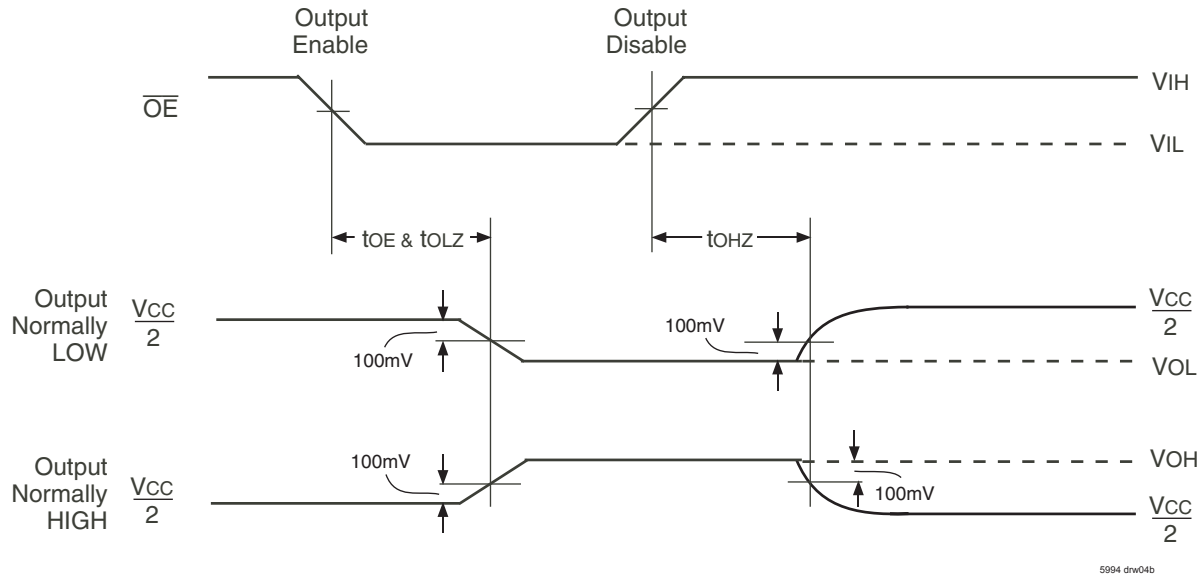 Output
Enable
Output
Disable
OE
VIH
VIL
tOE & tOLZ
tOHZ
Output
Normally
LOW
VCC
2
100mV
100mV
VCC
2
VOL
Output
Normally
HIGH
VCC
2
100mV
VOH
100mV
VCC
2
5994 drw04b